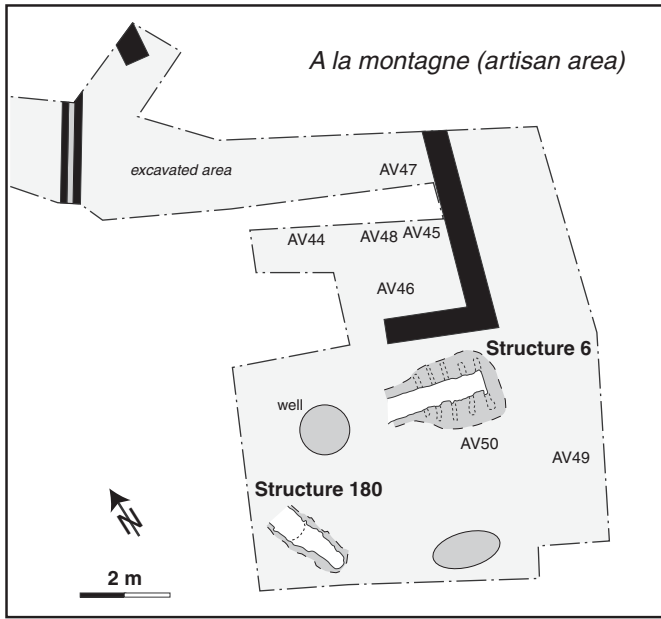 A la montagne (artisan area)
excavated area
AV47
AV44
AV48
AV45
AV46
Structure 6
well
AV50
AV49
Structure 180
N
2 m